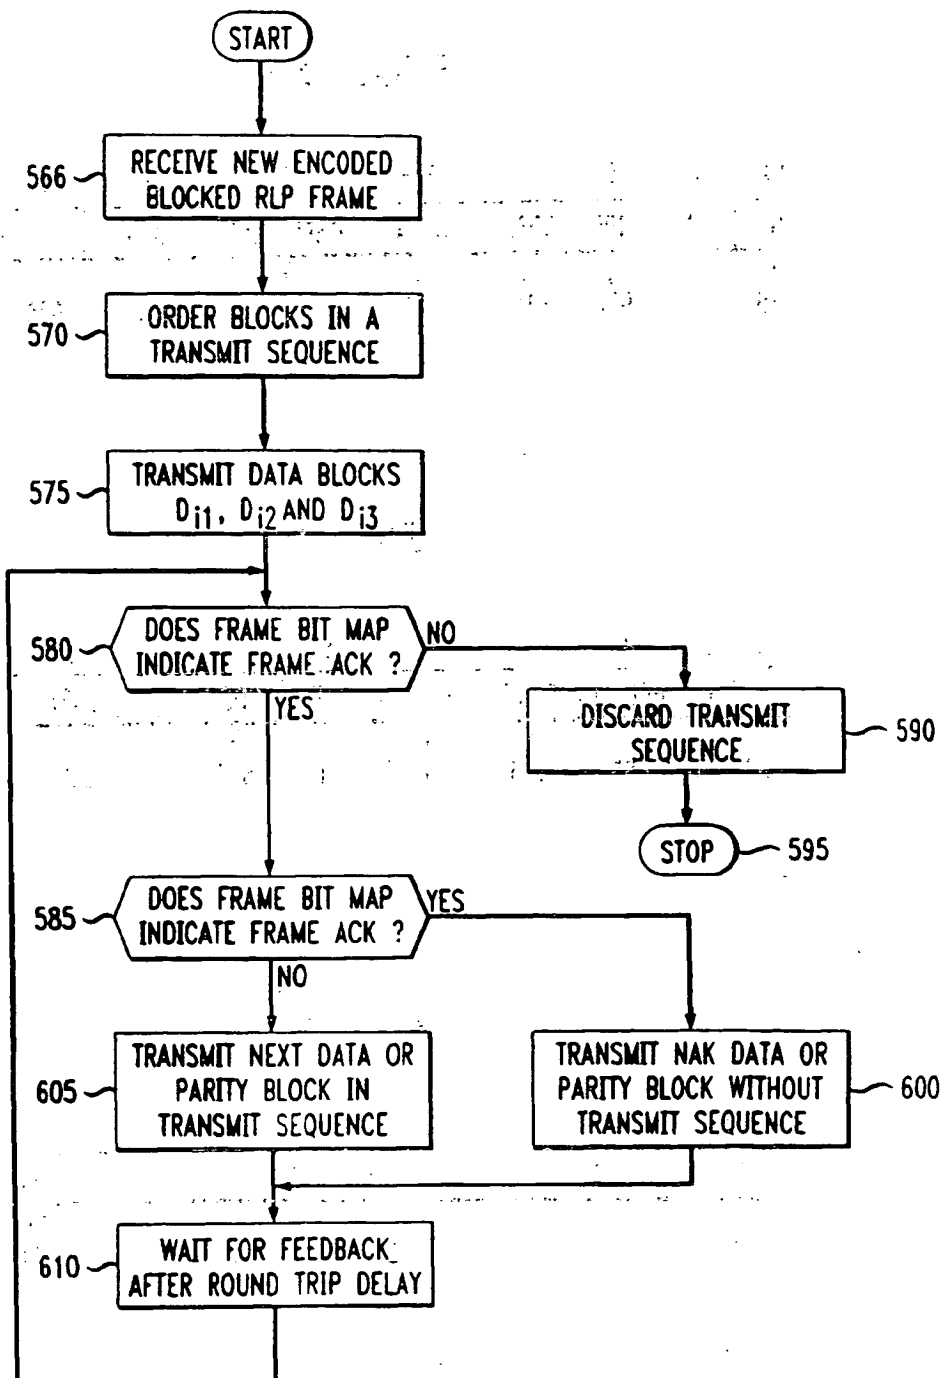 START
566
RECEIVE NEW ENCODED
BLOCKED RLP FRAME
570
ORDER BLOCKS IN A
TRANSMIT SEQUENCE
575
TRANSMIT DATA BLOCKS
Di1, Di2 AND Di3
580
DOES FRAME BIT MAP
INDICATE FRAME ACK ?
NO
YES
DISCARD TRANSMIT
SEQUENCE
590
STOP
595
585
DOES FRAME BIT MAP
INDICATE FRAME ACK ?
YES
NO
605
TRANSMIT NEXT DATA OR
PARITY BLOCK IN
TRANSMIT SEQUENCE
TRANSMIT NAK DATA OR
PARITY BLOCK WITHOUT
TRANSMIT SEQUENCE
600
610
WAIT FOR FEEDBACK
AFTER ROUND TRIP DELAY